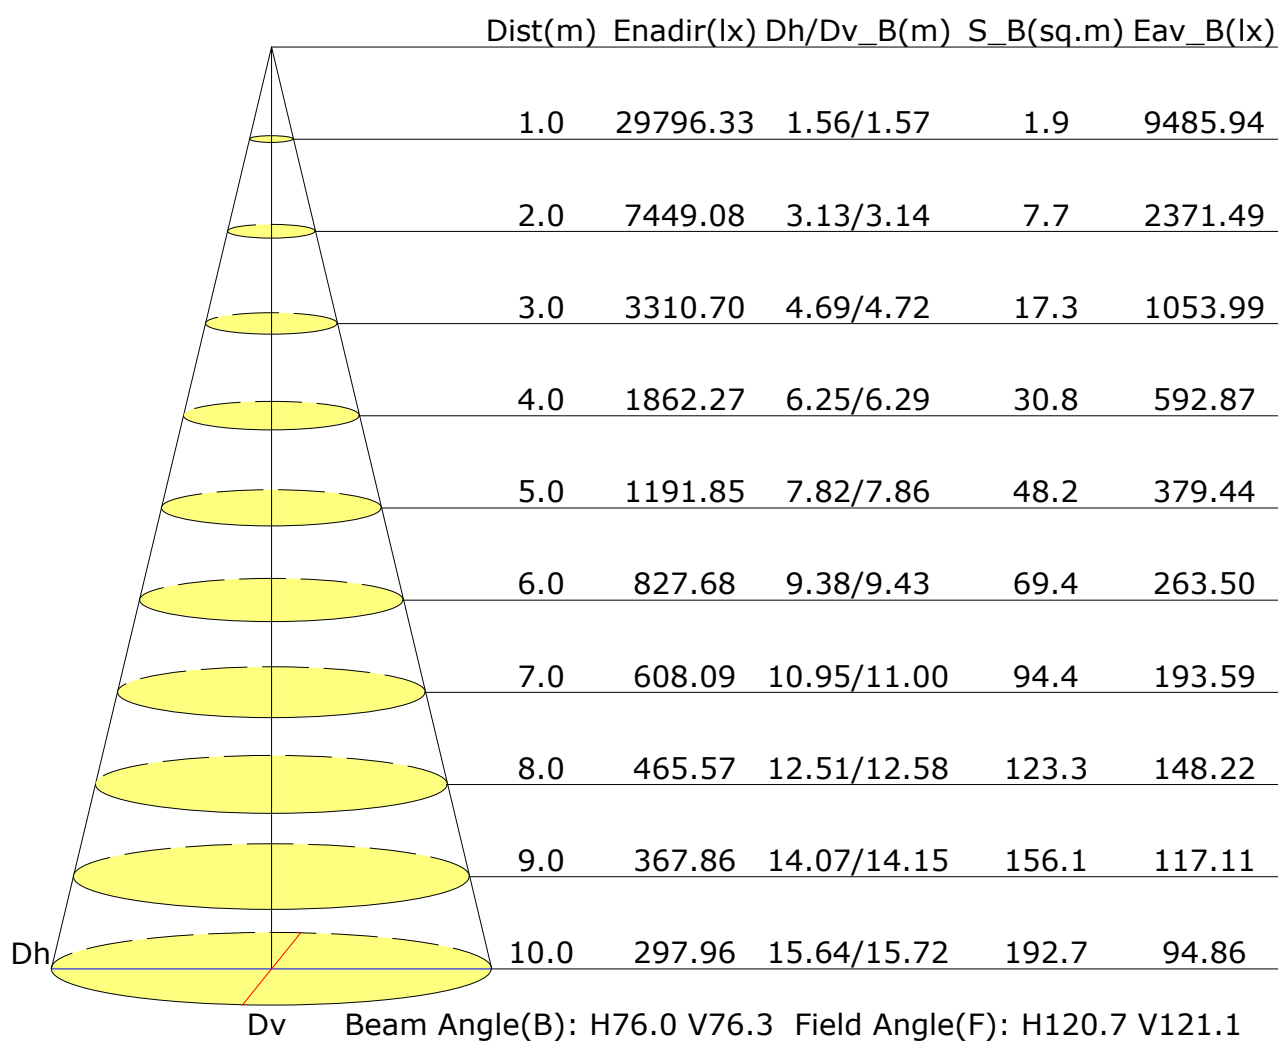 Dist(m) Enadir(lx) Dh/Dv_B(m) S_B(sq.m) Eav_B(lx)
1.0 29796.33 1.56/1.57 1.9 9485.94
2.0 7449.08 3.13/3.14 7.7 2371.49
3.0 3310.70 4.69/4.72 17.3 1053.99
4.0 1862.27 6.25/6.29 30.8 592.87
5.0 1191.85 7.82/7.86 48.2 379.44
6.0 827.68 9.38/9.43 69.4 263.50
7.0 608.09 10.95/11.00 94.4 193.59
8.0 465.57 12.51/12.58 123.3 148.22
9.0 367.86 14.07/14.15 156.1 117.11
Dh 10.0 297.96 15.64/15.72 192.7 94.86
Dv Beam Angle(B): H76.0 V76.3 Field Angle(F): H120.7 V121.1